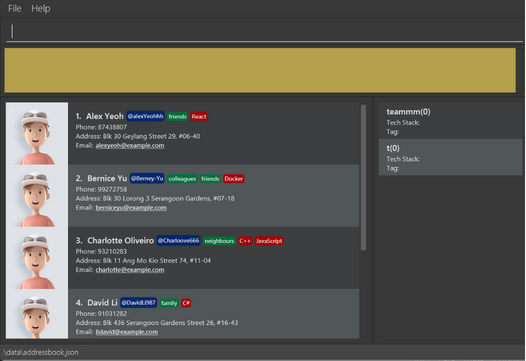 File Help
1. Alex Yeoh @alexYeohhh friends React
Phone: 87438807
Address: Blk 30 Geylang Street 29, #06-40
Email: alexyeoh@example.com
2. Bernice Yu @Berney-Yu colleagues friends Docker
Phone: 99272758
Address: Blk 30 Lorong 3 Serangoon Gardens, #07-18
Email: berniceyu@example.com
3. Charlotte Oliveiro @Charloove666 neighbours C++ JavaScript
Phone: 93210283
Address: Blk 11 Ang Mo Kio Street 74, #11-04
Email: charlotte@example.com
4. David Li @DavidLi987 family C#
Phone: 91031282
Address: Blk 436 Serangoon Gardens Street 26, #16-43
Email: lidavid@example.com
teammm(0)
Tech Stack:
Tag:
t(0)
Tech Stack:
Tag:
.\data\addressbook.json